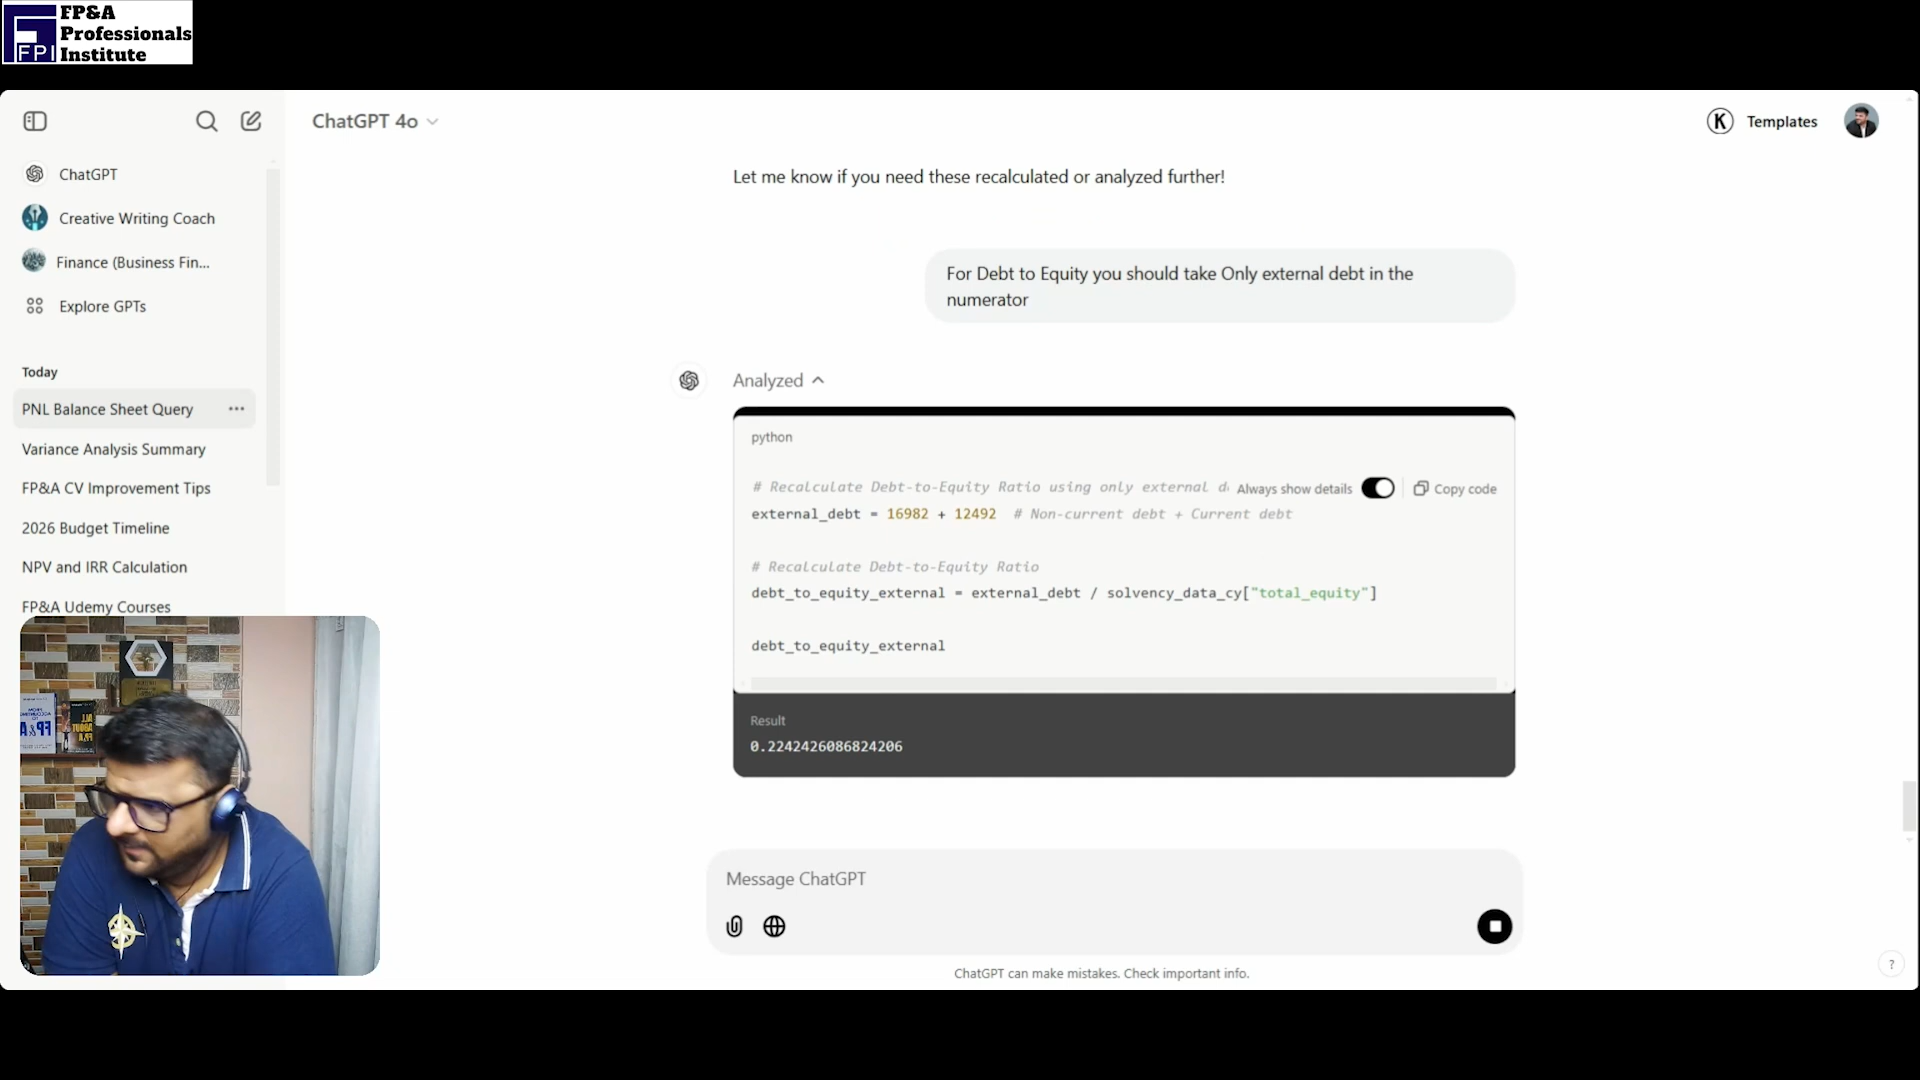 FP&A
Professionals
Institute
FPI
ChatGPT 4o
K Templates
ChatGPT
Creative Writing Coach
Finance (Business Fin...
Explore GPTs
Today
PNL Balance Sheet Query
Variance Analysis Summary
FP&A CV Improvement Tips
2026 Budget Timeline
NPV and IRR Calculation
FP&A Udemy Courses
Let me know if you need these recalculated or analyzed further!
For Debt to Equity you should take Only external debt in the
numerator
Analyzed
python
# Recalculate Debt-to-Equity Ratio using only external d
Always show details
Copy code
external_debt = 16982 + 12492  # Non-current debt + Current debt
# Recalculate Debt-to-Equity Ratio
debt_to_equity_external = external_debt / solvency_data_cy["total_equity"]
debt_to_equity_external
Result
0.2242426086824206
Message ChatGPT
ChatGPT can make mistakes. Check important info.
?